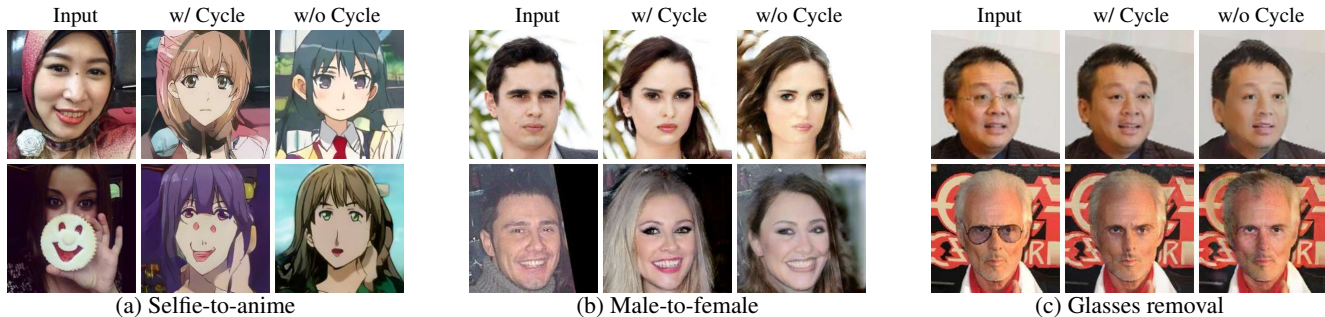 Input w/ Cycle w/o Cycle Input w/ Cycle w/o Cycle Input w/ Cycle w/o Cycle
(a) Selfie-to-anime (b) Male-to-female (c) Glasses removal